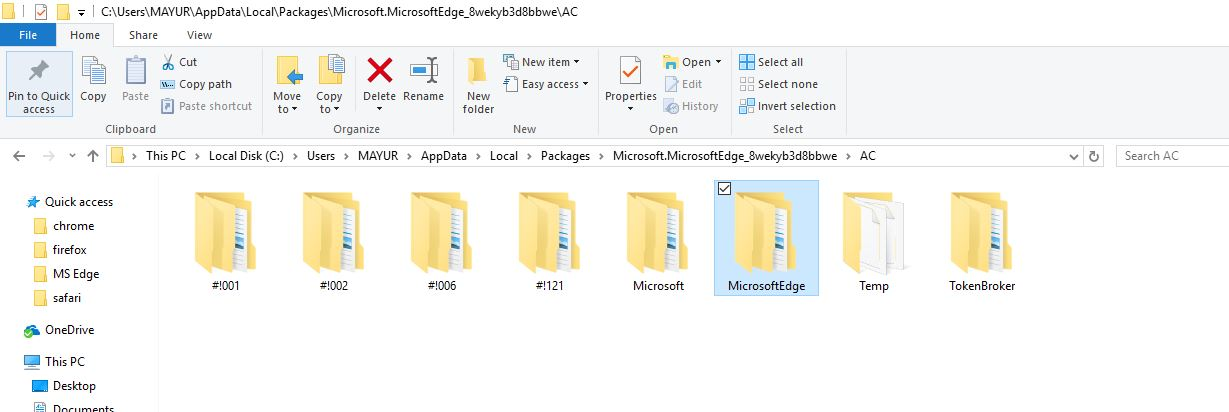 C:\Users\MAYUR\AppData\Local\Packages\Microsoft.MicrosoftEdge_8wekyb3d8bbwe\AC
File Home Share View
Pin to Quick access
Copy
Paste
Cut
Copy path
Paste shortcut
Clipboard
Move to
Copy to
Delete
Rename
Organize
New folder
New item
Easy access
New
Properties
Open
Edit
History
Open
Select all
Select none
Invert selection
Select
This PC > Local Disk (C:) > Users > MAYUR > AppData > Local > Packages > Microsoft.MicrosoftEdge_8wekyb3d8bbwe > AC
Search AC
Quick access
chrome
firefox
MS Edge
safari
OneDrive
This PC
Desktop
Documents
#!001
#!002
#!006
#!121
Microsoft
MicrosoftEdge
Temp
TokenBroker